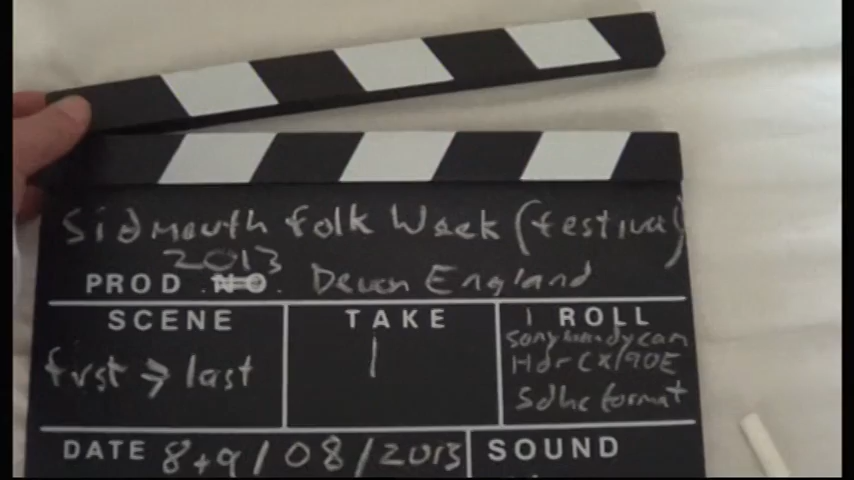 Sidmouth folk Week (festival)
2013
PROD NO. Devon England
SCENE
first → last
TAKE
1
1 ROLL
Sony handycam
Hdr CX190E
Sdhc format
DATE 8+9/08/2013
SOUND